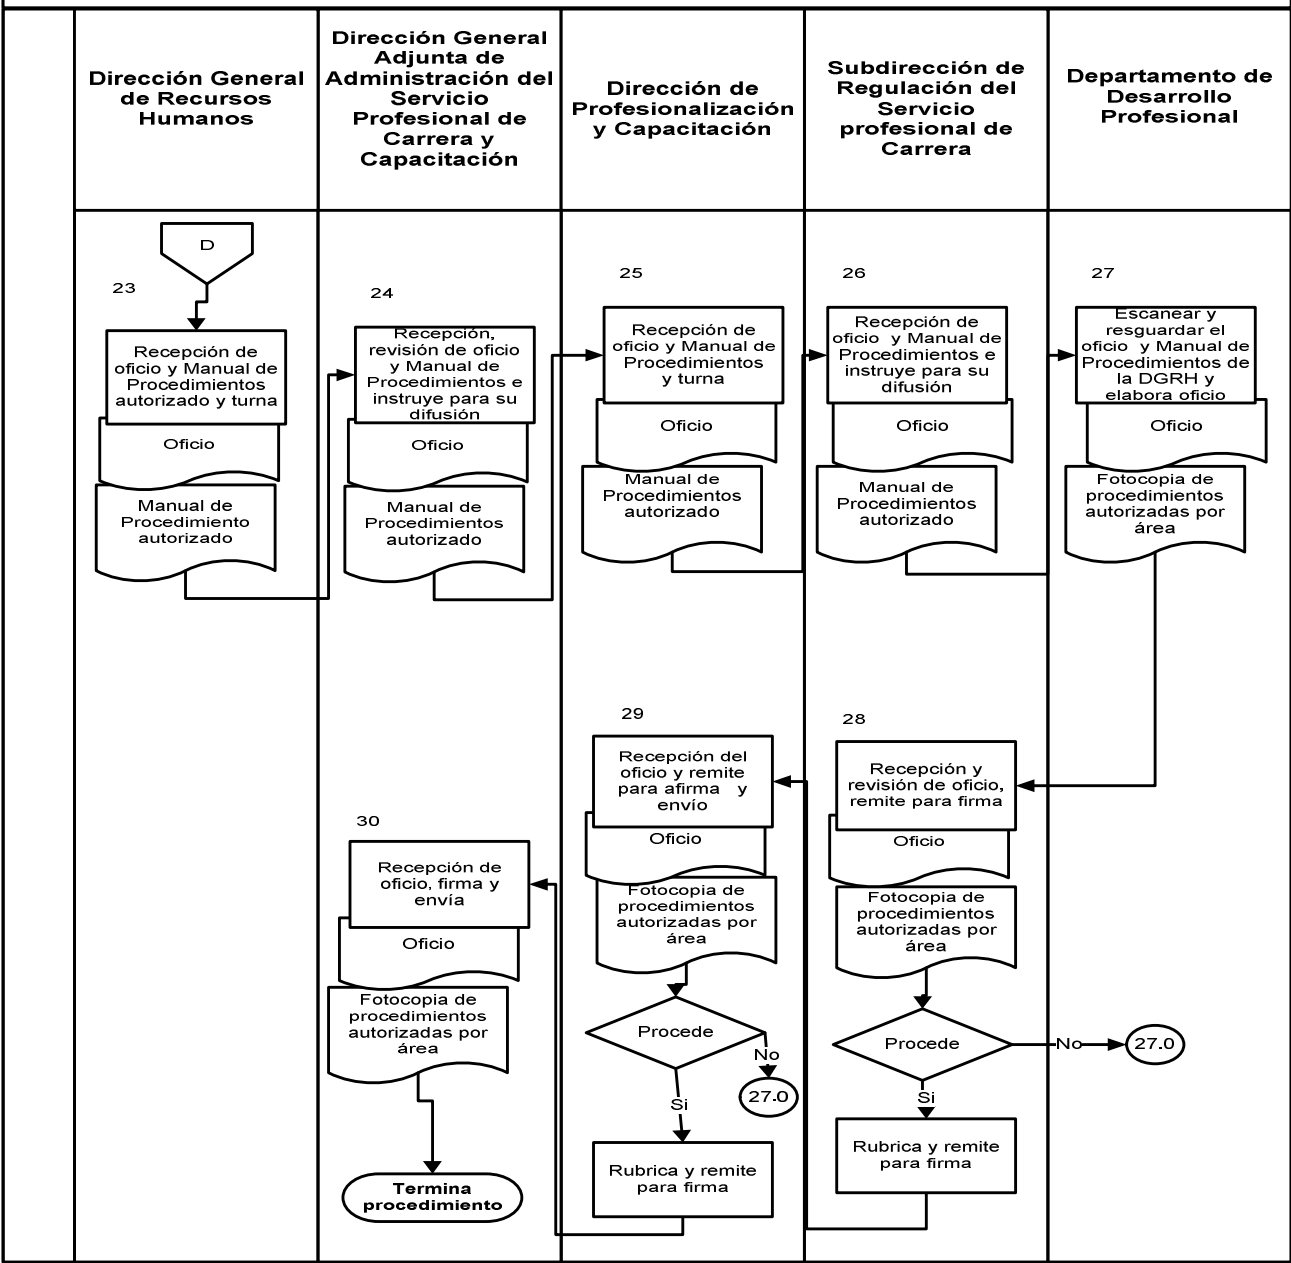 Dirección General
de Recursos
Humanos
Dirección General
Adjunta de
Administración del
Servicio
Profesional de
Carrera y
Capacitación
Dirección de
Profesionalización
y Capacitación
Subdirección de
Regulación del
Servicio
profesional de
Carrera
Departamento de
Desarrollo
Profesional
D
23
Recepción de
oficio y Manual de
Procedimientos
autorizado y turna
Oficio
Manual de
Procedimiento
autorizado
24
Recepción,
revisión de oficio
y Manual de
Procedimientos e
instruye para su
difusión
Oficio
Manual de
Procedimientos
autorizado
25
Recepción de
oficio y Manual de
Procedimientos
y turna
Oficio
Manual de
Procedimientos
autorizado
26
Recepción de
oficio y Manual de
Procedimientos e
instruye para su
difusión
Oficio
Manual de
Procedimientos
autorizado
27
Escanear y
resguardar el
oficio y Manual de
Procedimientos de
la DGRH y
elabora oficio
Oficio
Fotocopia de
procedimientos
autorizadas por
área
28
Recepción y
revisión de oficio,
remite para firma
Oficio
Fotocopia de
procedimientos
autorizadas por
área
Procede
No
27.0
Si
Rubrica y remite
para firma
29
Recepción del
oficio y remite
para afirma y
envío
Oficio
Fotocopia de
procedimientos
autorizadas por
área
Procede
No
27.0
Si
Rubrica y remite
para firma
30
Recepción de
oficio, firma y
envía
Oficio
Fotocopia de
procedimientos
autorizadas por
área
Termina
procedimiento